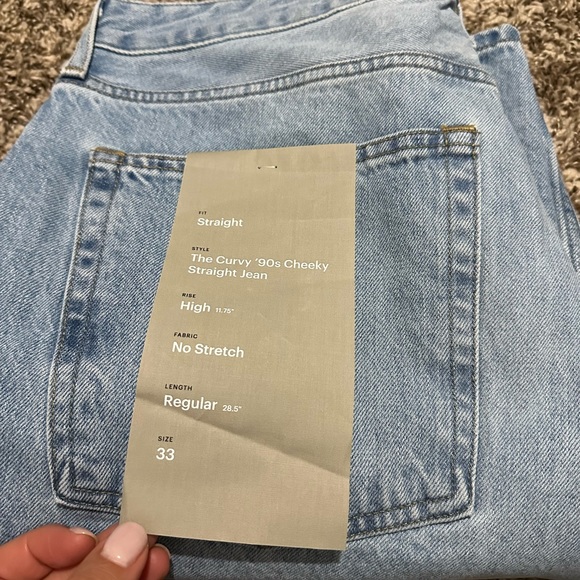 FIT
Straight
STYLE
The Curvy '90s Cheeky
Straight Jean
RISE
High 11.75"
FABRIC
No Stretch
LENGTH
Regular 28.5"
SIZE
33